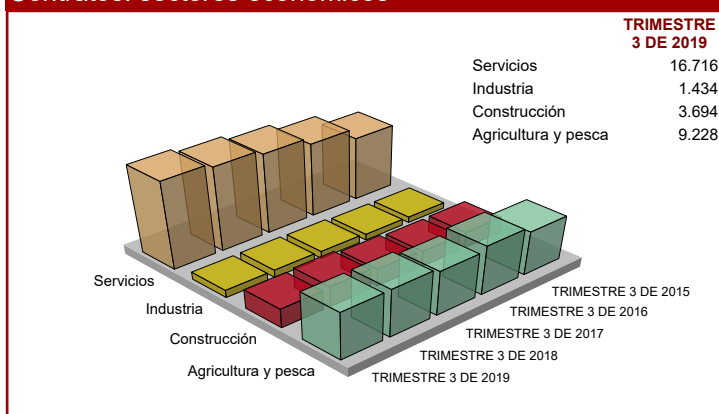 TRIMESTRE
3 DE 2019
Servicios 16.716
Industria 1.434
Construcción 3.694
Agricultura y pesca 9.228
Servicios
Industria
Construcción
Agricultura y pesca
TRIMESTRE 3 DE 2015
TRIMESTRE 3 DE 2016
TRIMESTRE 3 DE 2017
TRIMESTRE 3 DE 2018
TRIMESTRE 3 DE 2019